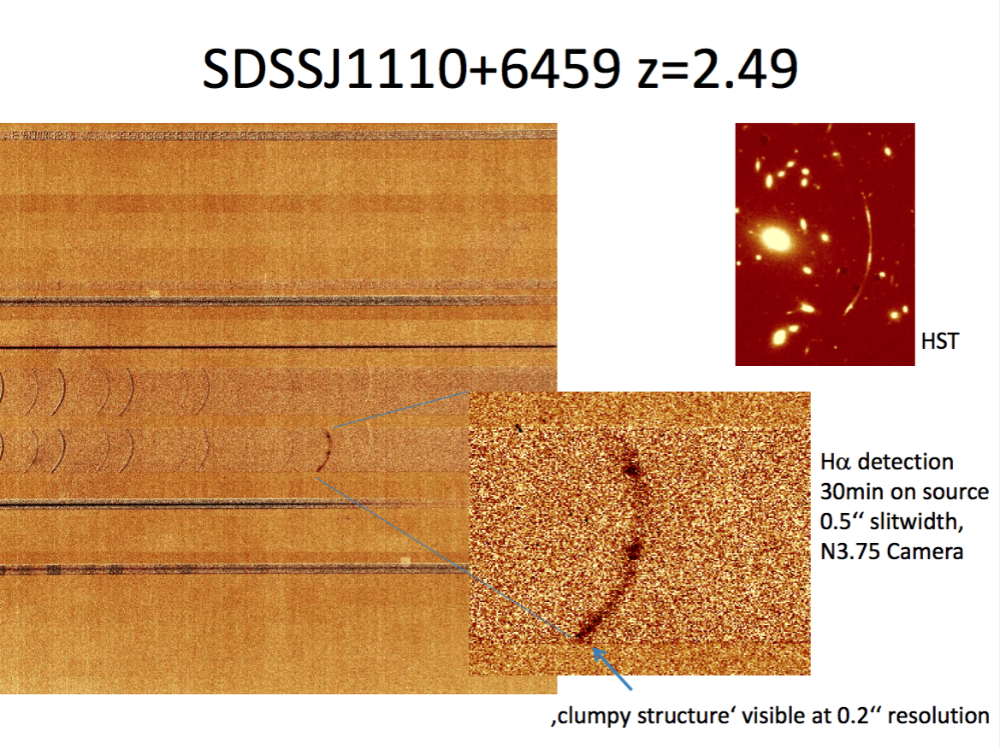 SDSSJ1110+6459 z=2.49
HST
Hα detection
30min on source
0.5‘‘ slitwidth,
N3.75 Camera
‚clumpy structure‘ visible at 0.2‘‘ resolution